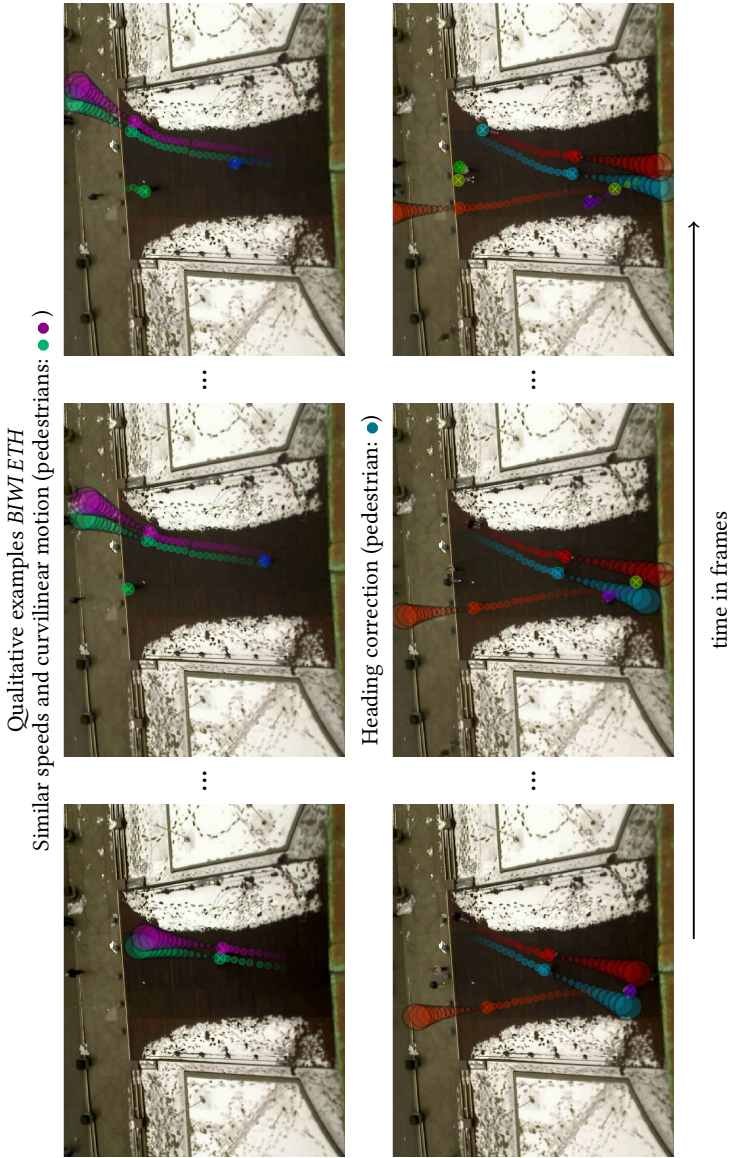 Qualitative examples BIWI ETH
Similar speeds and curvilinear motion (pedestrians: ● ●)
... ...
Heading correction (pedestrian: ●)
... ...
time in frames